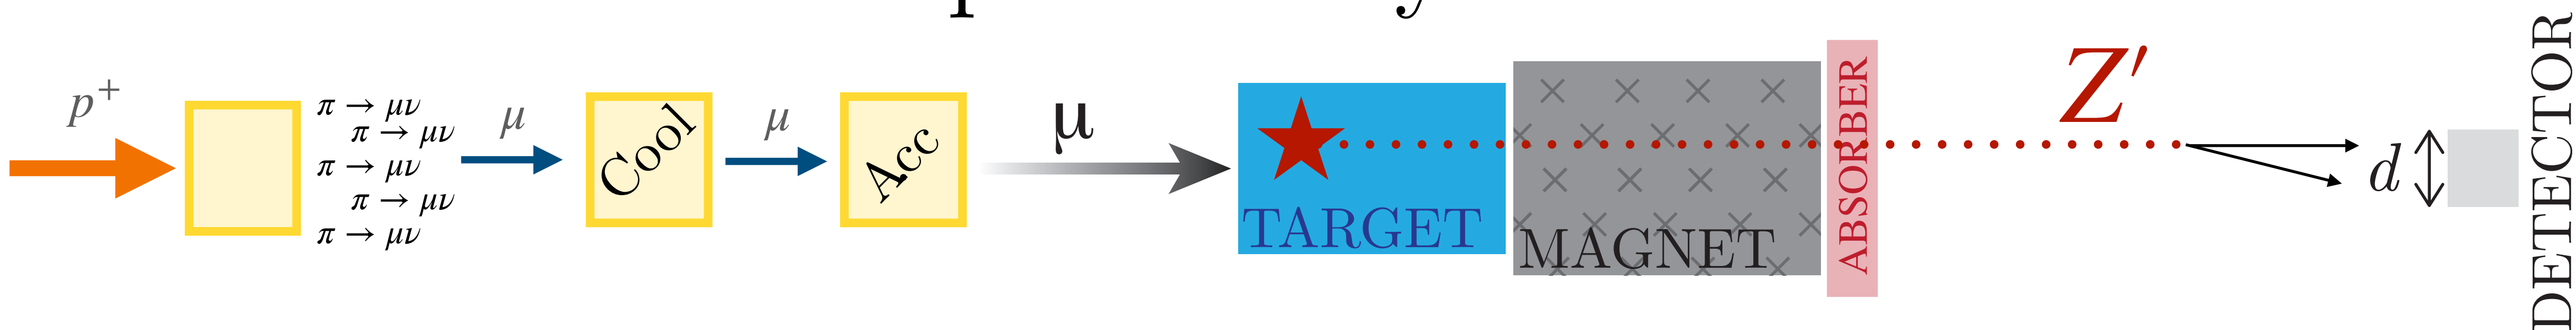 p⁺
π → μν
π → μν
π → μν
π → μν
π → μν
μ
Cool
μ
Acc
μ
TARGET
MAGNET
ABSORBER
Z′
d
DETECTOR